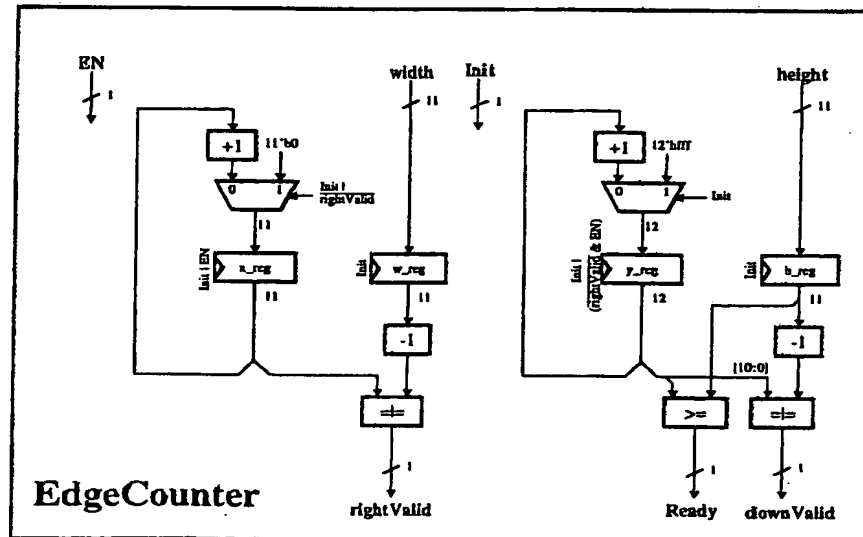 EN
1
width
11
Init
1
height
11
+1
11'b0
0 1
Init |
rightValid
11
Init | EN
x_reg
11
Init
w_reg
11
-1
=|=
1
rightValid
+1
12'hfff
0 1
Init
12
Init |
(rightValid & EN)
y_reg
12
Init
h_reg
11
-1
[10:0]
>=
=|=
1
1
Ready
downValid
EdgeCounter